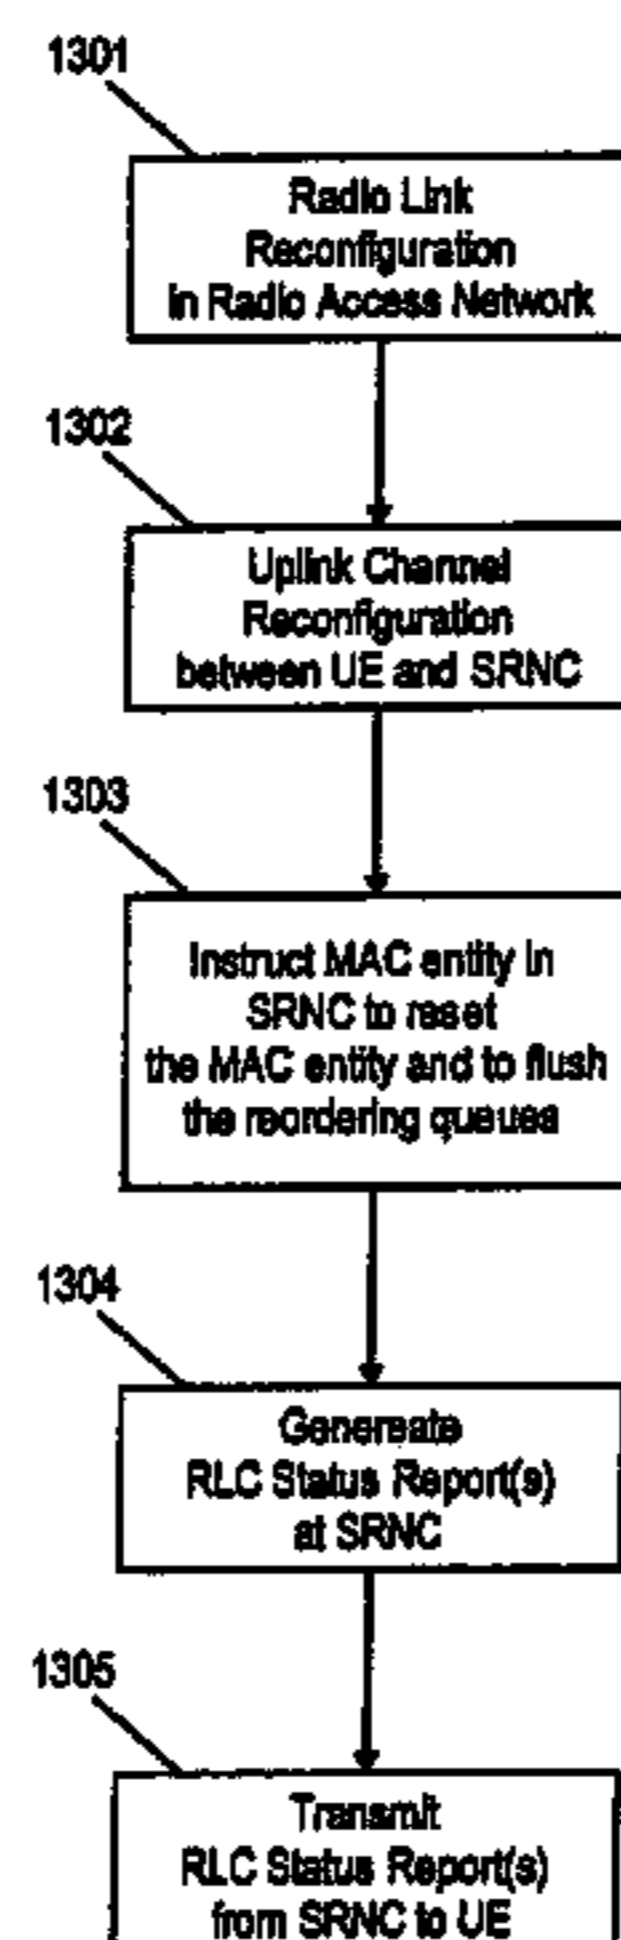 1301
Radio Link
Reconfiguration
in Radio Access Network
1302
Uplink Channel
Reconfiguration
between UE and SRNC
1303
Instruct MAC entity in
SRNC to reset
the MAC entity and to flush
the reordering queues
1304
Genereate
RLC Status Report(s)
at SRNC
1305
Transmit
RLC Status Report(s)
from SRNC to UE